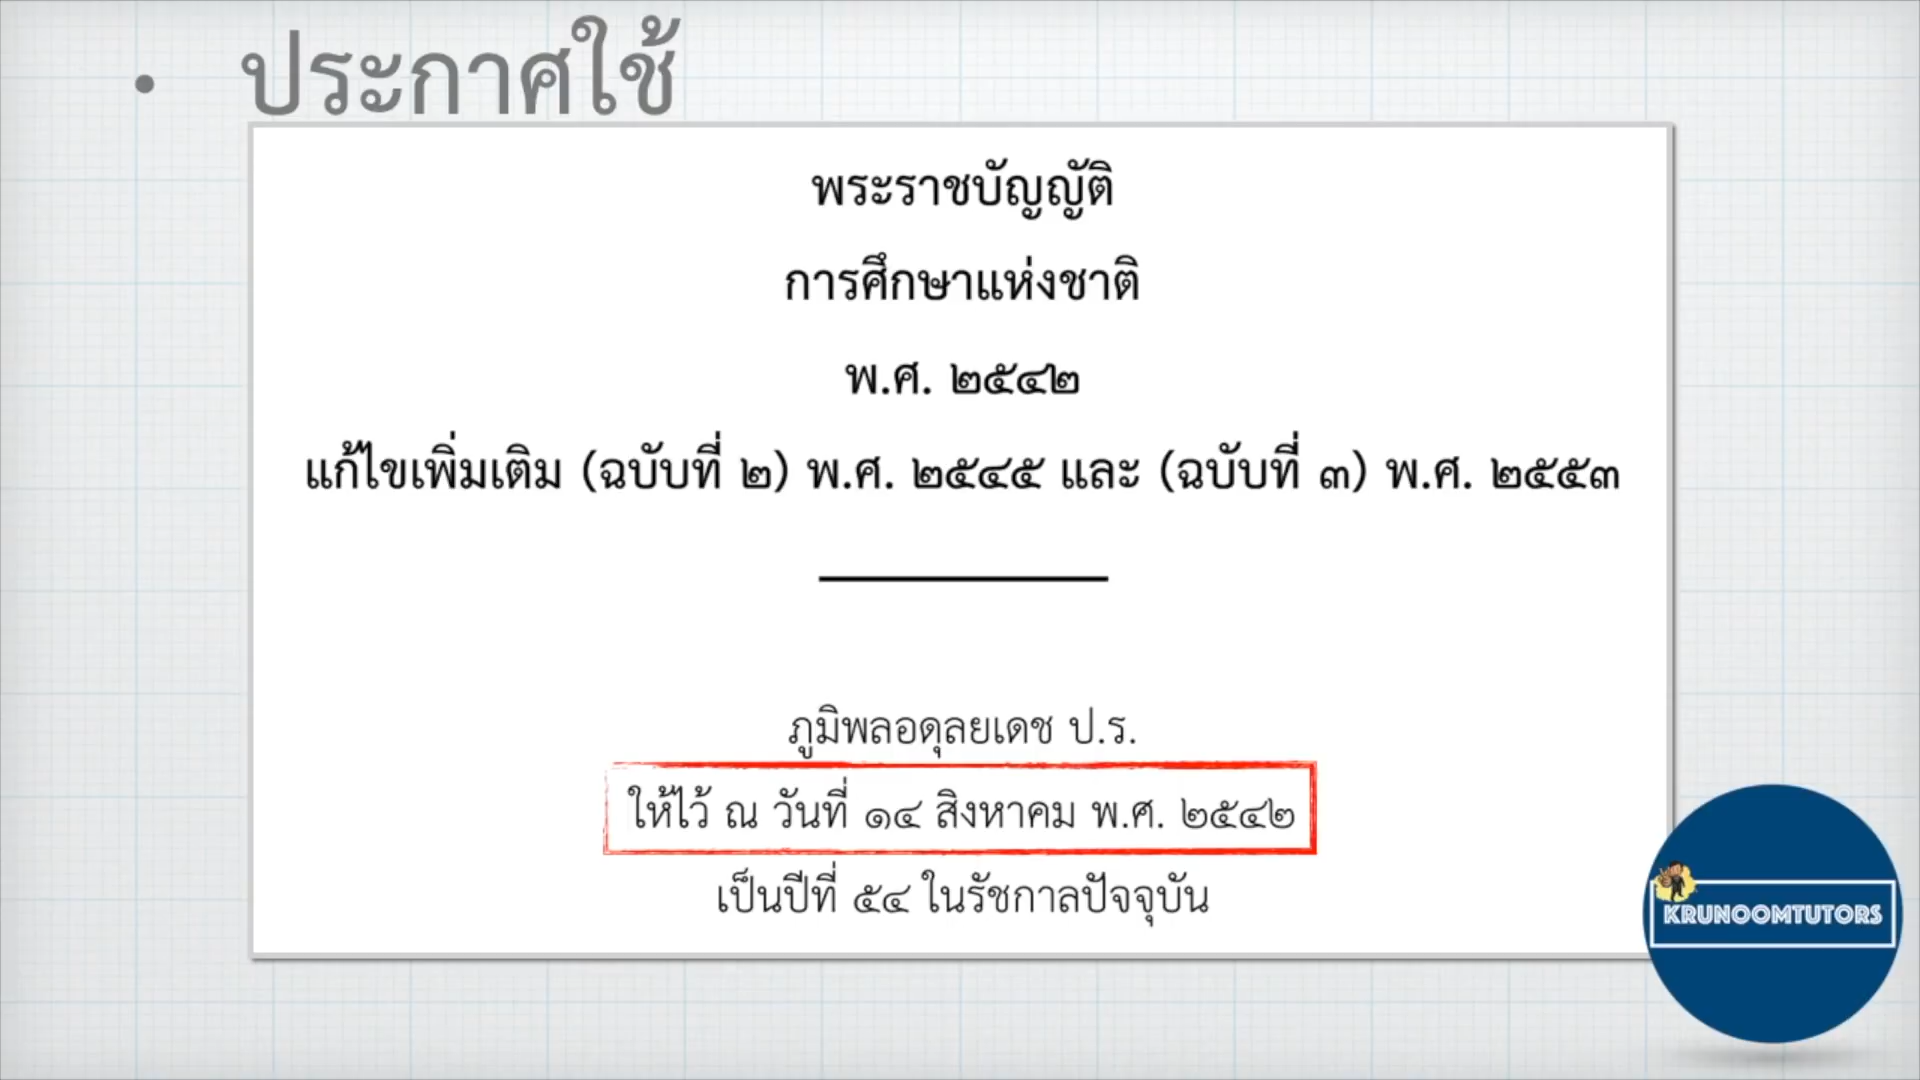 • ประกาศใช้
พระราชบัญญัติ
การศึกษาแห่งชาติ
พ.ศ. ๒๕๔๒
แก้ไขเพิ่มเติม (ฉบับที่ ๒) พ.ศ. ๒๕๔๕ และ (ฉบับที่ ๓) พ.ศ. ๒๕๕๓
ภูมิพลอดุลยเดช ป.ร.
ให้ไว้ ณ วันที่ ๑๔ สิงหาคม พ.ศ. ๒๕๔๒
เป็นปีที่ ๕๔ ในรัชกาลปัจจุบัน
KRUNOOMTUTORS